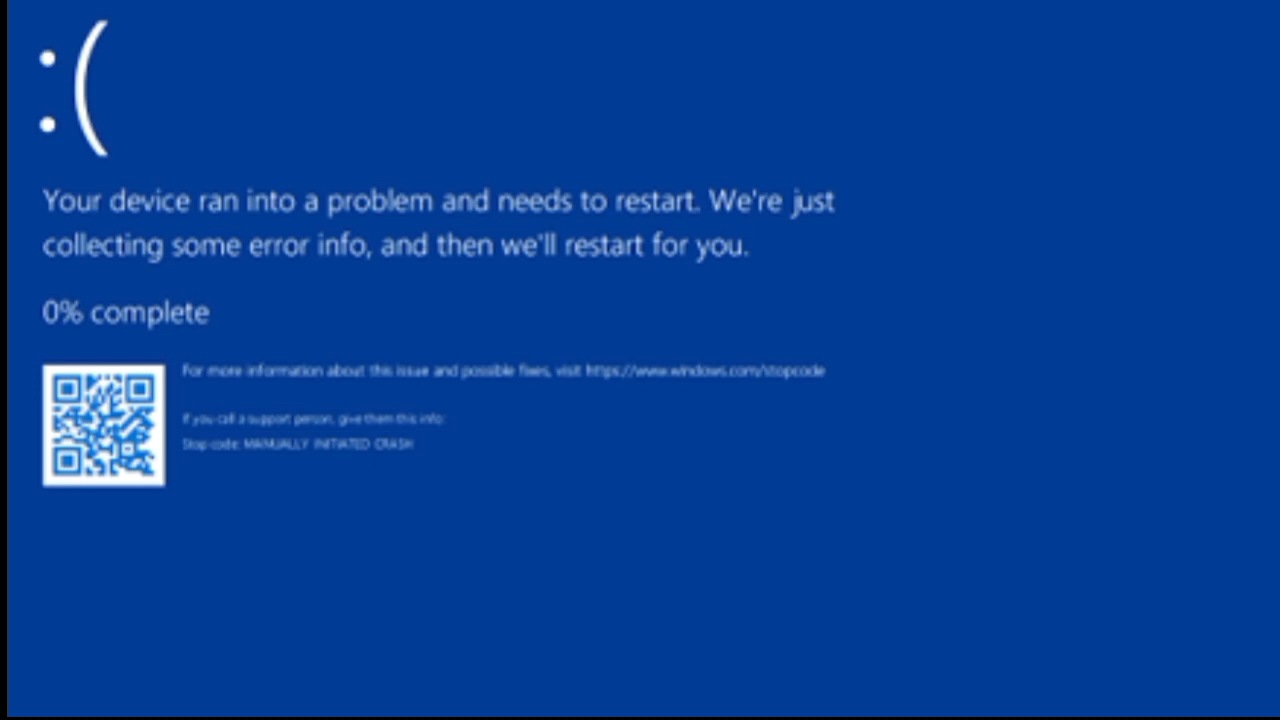 :(
Your device ran into a problem and needs to restart. We're just
collecting some error info, and then we'll restart for you.
0% complete
For more information about this issue and possible fixes, visit https://www.windows.com/stopcode
If you call a support person, give them this info:
Stop code: MANUALLY INITIATED CRASH